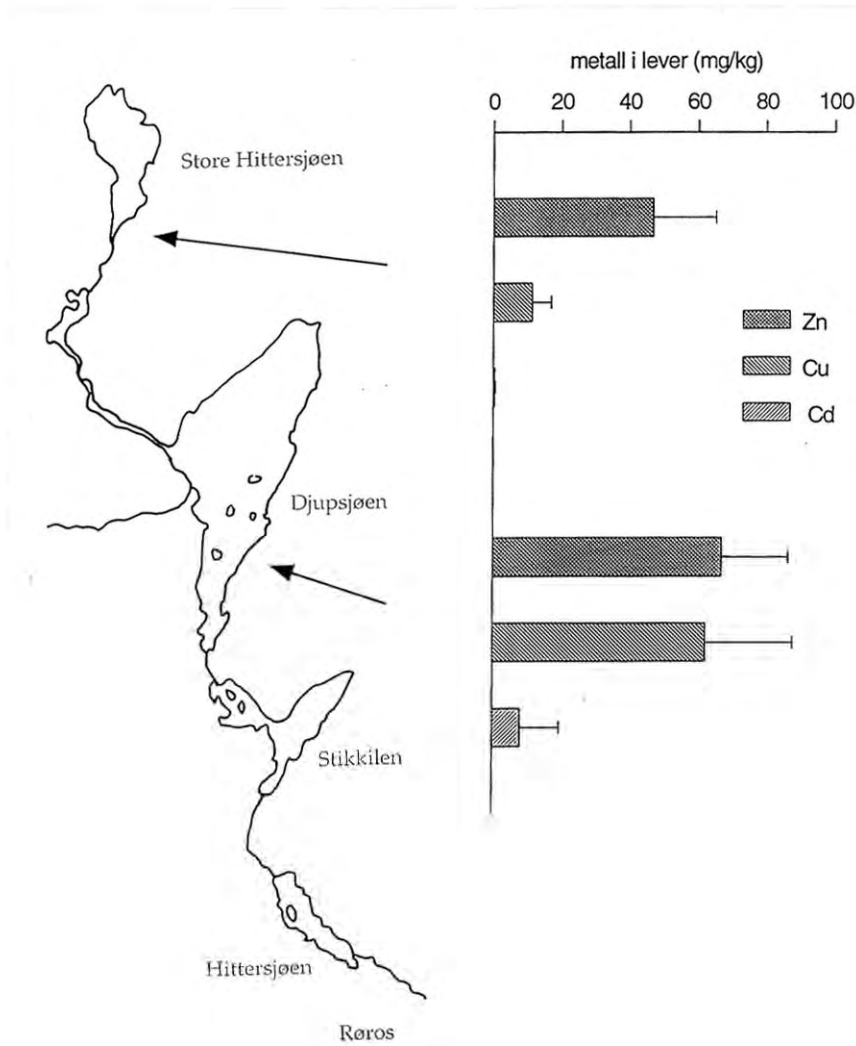 metall i lever (mg/kg)
0 20 40 60 80 100
Store Hittersjøen
Zn
Cu
Cd
Djupsjøen
Stikkilen
Hittersjøen
Røros